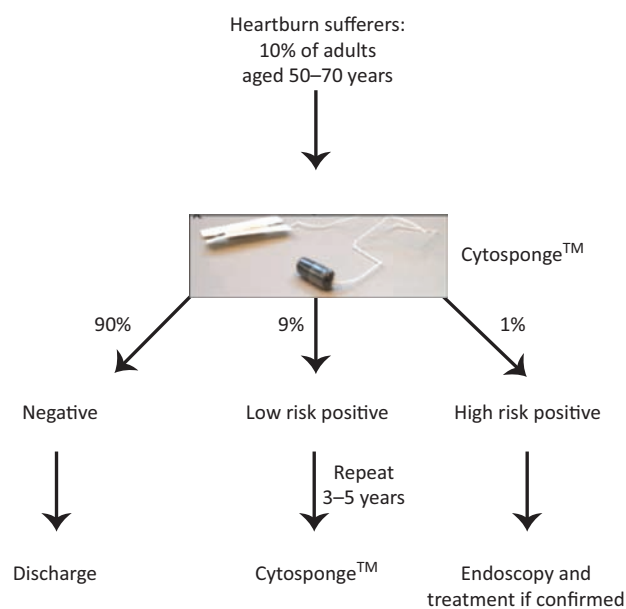 Heartburn sufferers:
10% of adults
aged 50–70 years
Cytosponge™
90%
9%
1%
Negative
Low risk positive
High risk positive
Repeat
3–5 years
Discharge
Cytosponge™
Endoscopy and
treatment if confirmed